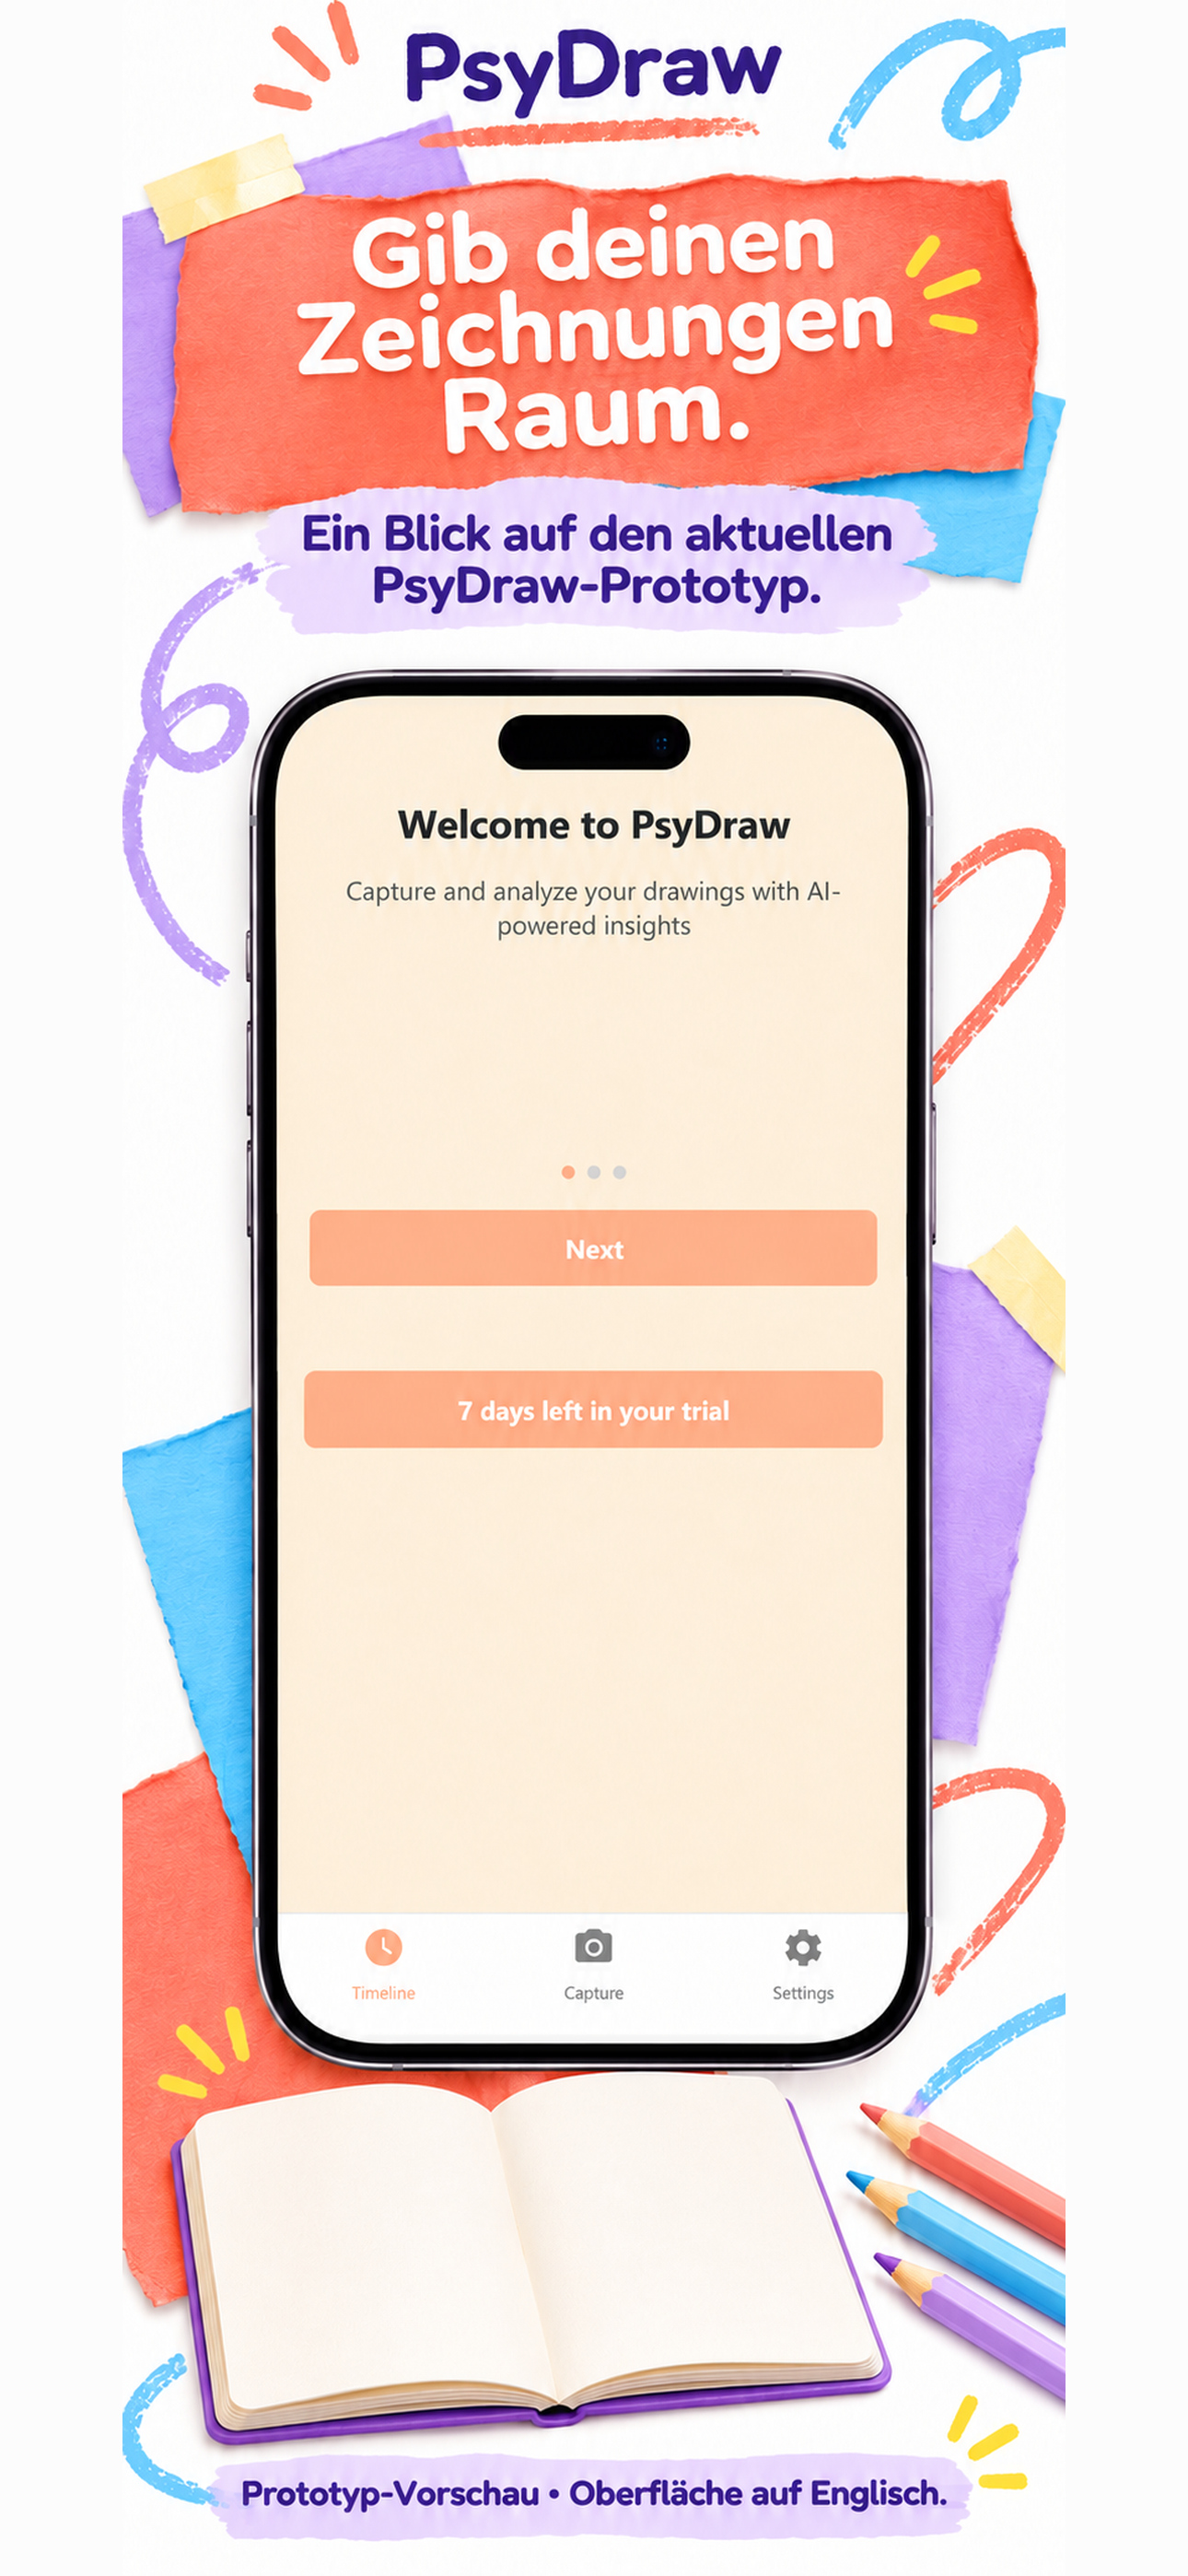 PsyDraw
Gib deinen
Zeichnungen
Raum.
Ein Blick auf den aktuellen
PsyDraw-Prototyp.
Welcome to PsyDraw
Capture and analyze your drawings with AI-
powered insights
Next
7 days left in your trial
Timeline
Capture
Settings
Prototyp-Vorschau • Oberfläche auf Englisch.